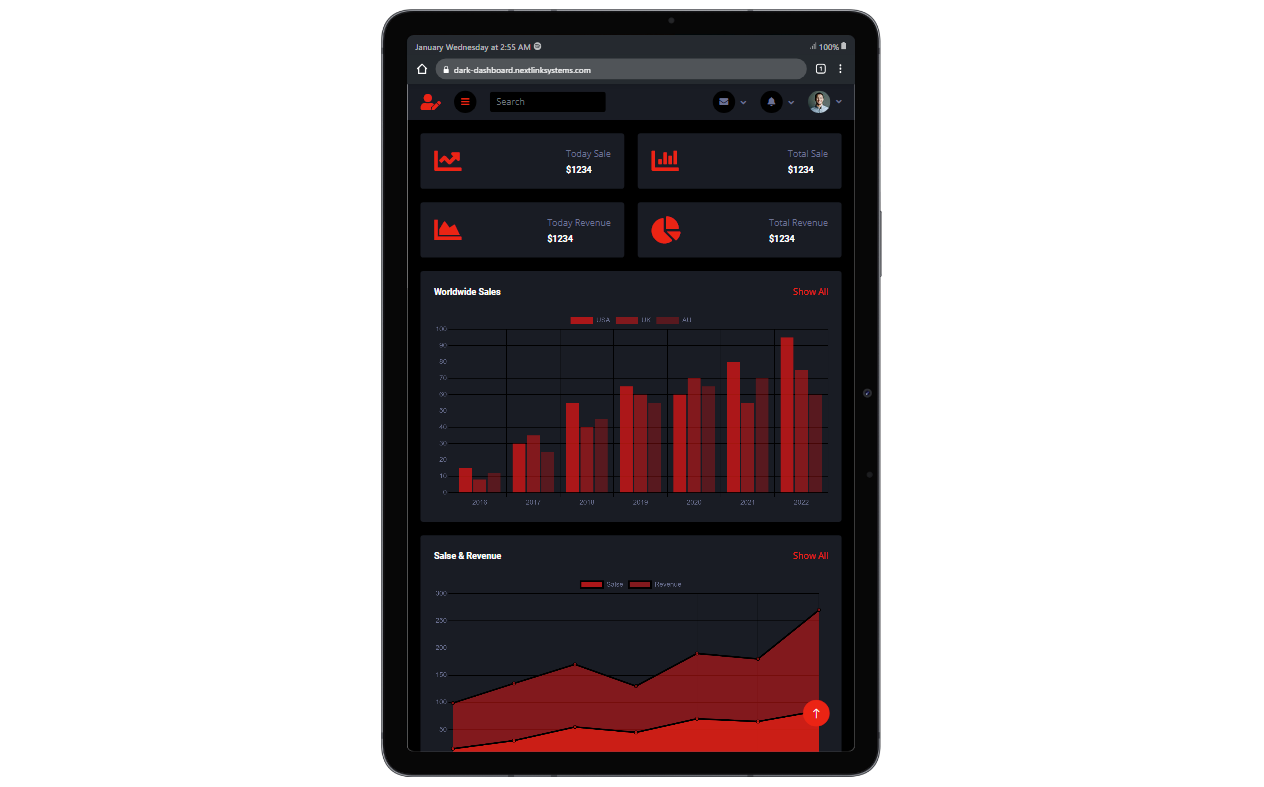 January Wednesday at 2:55 AM 100%
dark-dashboard.nextlinksystems.com 1
Search
Today Sale
$1234
Total Sale
$1234
Today Revenue
$1234
Total Revenue
$1234
Worldwide Sales Show All
USA UK AU
100
90
80
70
60
50
40
30
20
10
0
2016 2017 2018 2019 2020 2021 2022
Salse & Revenue Show All
Salse Revenue
300
250
200
150
100
50